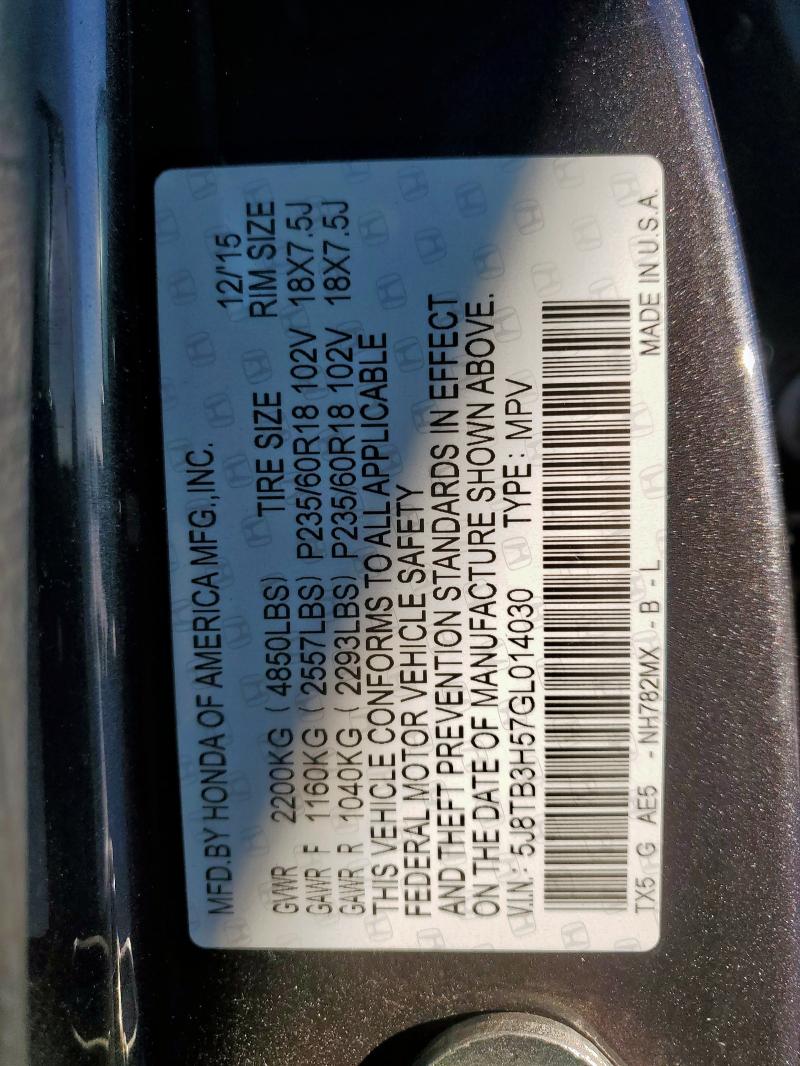 MFD.BY HONDA OF AMERICA MFG.,INC. 12/'15
TIRE SIZE RIM SIZE
GVWR 2200KG ( 4850LBS)
GAWR F 1160KG ( 2557LBS) P235/60R18 102V 18X7.5J
GAWR R 1040KG ( 2293LBS) P235/60R18 102V 18X7.5J
THIS VEHICLE CONFORMS TO ALL APPLICABLE
FEDERAL MOTOR VEHICLE SAFETY
AND THEFT PREVENTION STANDARDS IN EFFECT
ON THE DATE OF MANUFACTURE SHOWN ABOVE.
V.I.N.: 5J8TB3H57GL014030 TYPE: MPV
TX5 G AE5 - NH782MX - B - L MADE IN U.S.A.